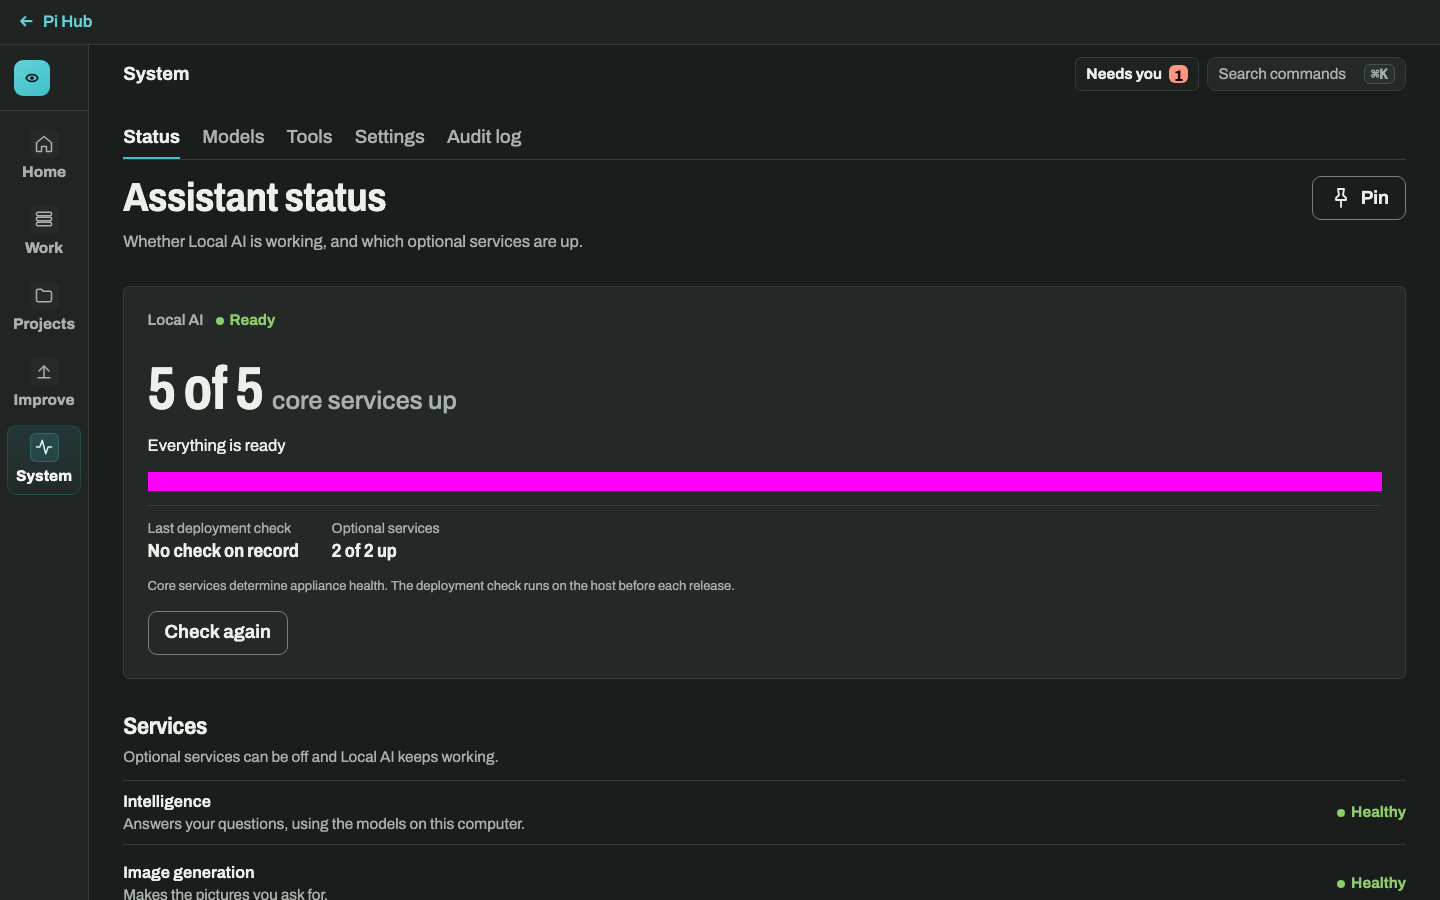 Pi Hub
System
Needs you 1
Search commands ⌘K
Home
Work
Projects
Improve
System
Status Models Tools Settings Audit log
Assistant status
Pin
Whether Local AI is working, and which optional services are up.
Local AI Ready
5 of 5 core services up
Everything is ready
Last deployment check
No check on record
Optional services
2 of 2 up
Core services determine appliance health. The deployment check runs on the host before each release.
Check again
Services
Optional services can be off and Local AI keeps working.
Intelligence
Answers your questions, using the models on this computer.
Healthy
Image generation
Makes the pictures you ask for.
Healthy